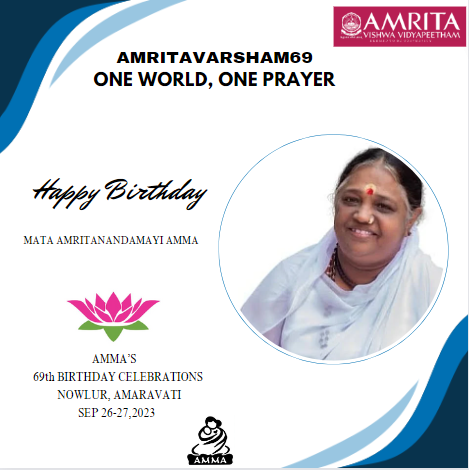 AMRITA
VISHWA VIDYAPEETHAM
AMRITAVARSHAM69
ONE WORLD, ONE PRAYER
Happy Birthday
MATA AMRITANANDAMAYI AMMA
AMMA'S
69th BIRTHDAY CELEBRATIONS
NOWLUR, AMARAVATI
SEP 26-27,2023
AMMA